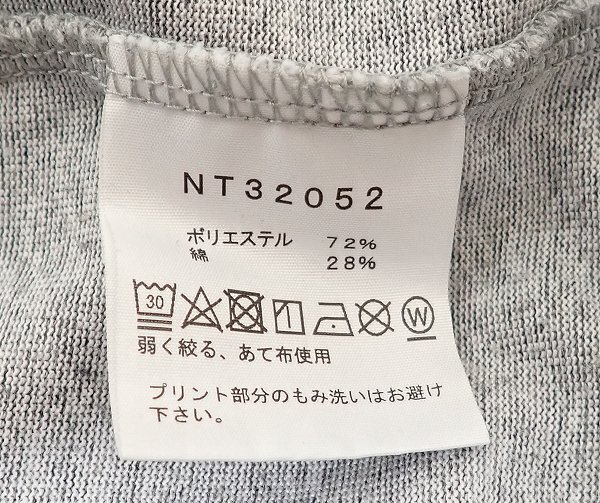 NT32052
ポリエステル 72%
綿 28%
30 W
弱く絞る、あて布使用
プリント部分のもみ洗いはお避け
下さい。